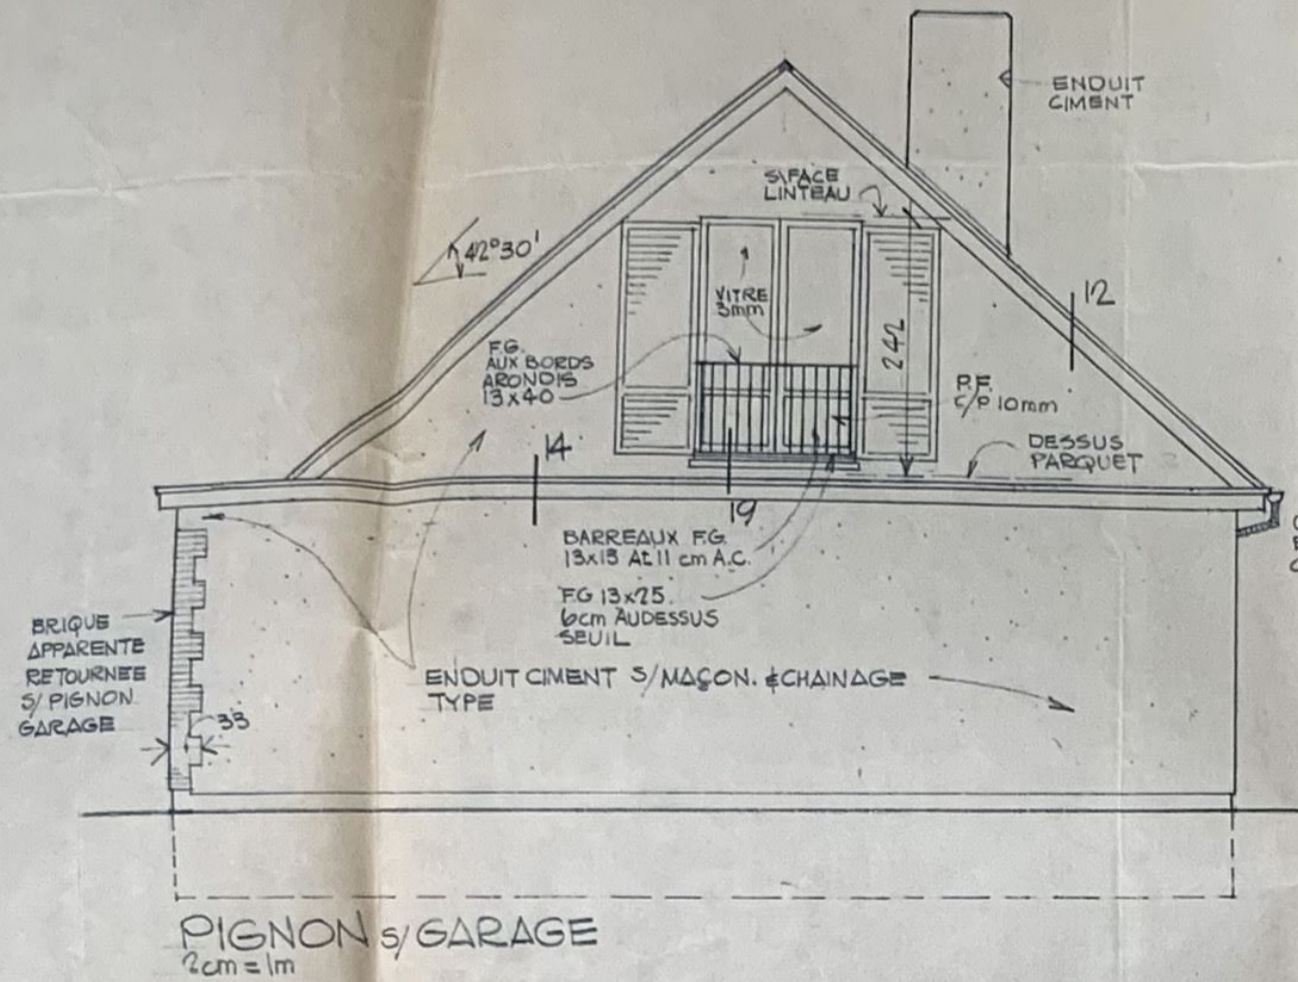 ENDUIT
CIMENT
S/FACE
LINTEAU
42°30'
VITRE
3mm
12
F.G.
AUX BORDS
ARONDIS
13x40
242
P.F.
C/P 10mm
14
DESSUS
PARQUET
19
BARREAUX F.G.
13x13 At 11 cm A.C.
F.G 13x25.
6cm AUDESSUS
SEUIL
BRIQUE
APPARENTE
RETOURNEE
S/ PIGNON
GARAGE
33
ENDUIT CIMENT S/MAÇON. & CHAINAGE
TYPE
PIGNON s/ GARAGE
2cm = 1m